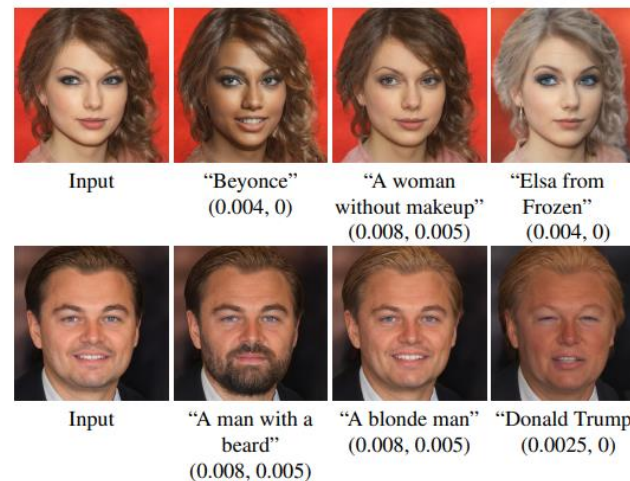 Input
“Beyonce”
(0.004, 0)
“A woman
without makeup”
(0.008, 0.005)
“Elsa from
Frozen”
(0.004, 0)
Input
“A man with a
beard”
(0.008, 0.005)
“A blonde man”
(0.008, 0.005)
“Donald Trump
(0.0025, 0)